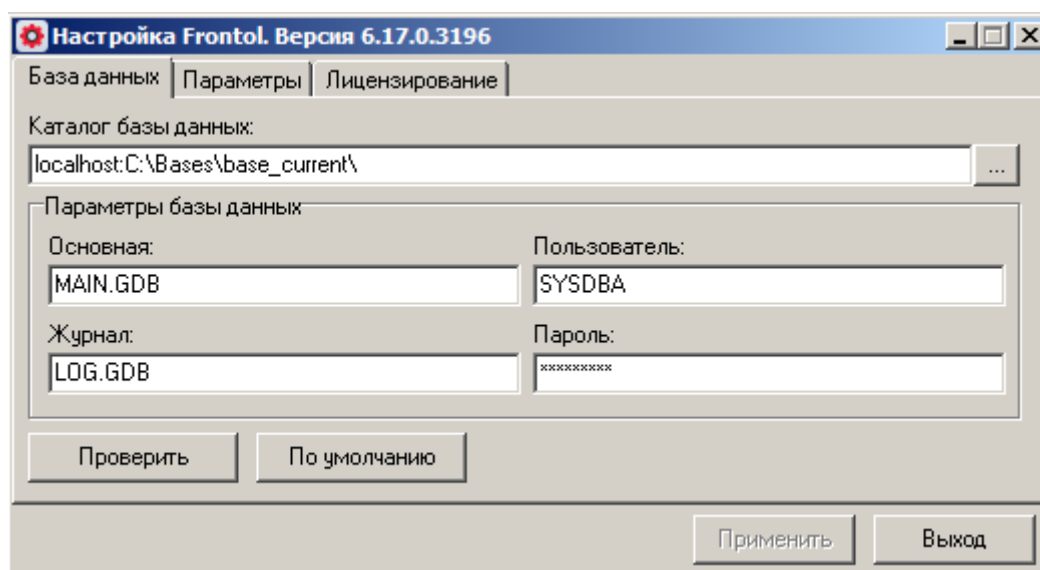 Настройка Frontol. Версия 6.17.0.3196
База данных Параметры Лицензирование
Каталог базы данных:
localhost:C:\Bases\base_current\ ...
Параметры базы данных
Основная: Пользователь:
MAIN.GDB SYSDBA
Журнал: Пароль:
LOG.GDB *********
Проверить По умолчанию
Применить Выход